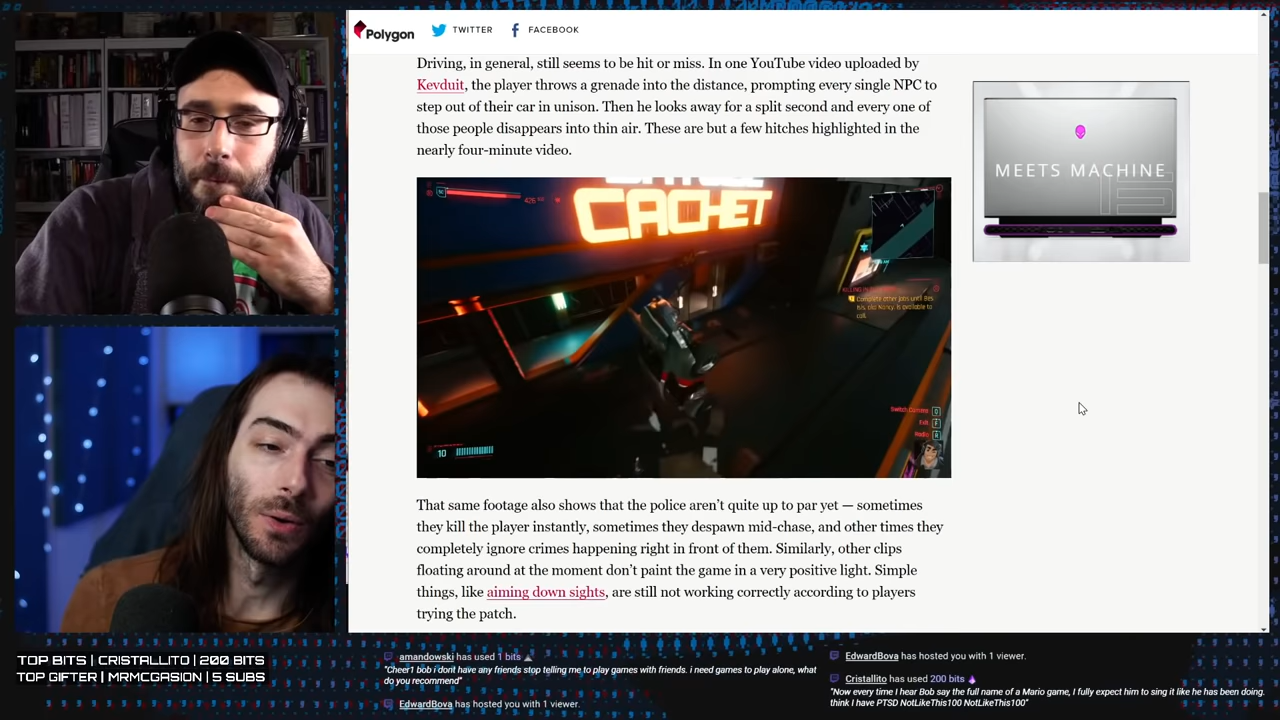 Polygon
TWITTER
FACEBOOK
Driving, in general, still seems to be hit or miss. In one YouTube video uploaded by
Kevduit, the player throws a grenade into the distance, prompting every single NPC to
step out of their car in unison. Then he looks away for a split second and every one of
those people disappears into thin air. These are but a few hitches highlighted in the
nearly four-minute video.
MEETS MACHINE
CACHET
426
Complete other jobs until
call.
Switch Camera
Exit F
Radio R
10
That same footage also shows that the police aren’t quite up to par yet — sometimes
they kill the player instantly, sometimes they despawn mid-chase, and other times they
completely ignore crimes happening right in front of them. Similarly, other clips
floating around at the moment don’t paint the game in a very positive light. Simple
things, like aiming down sights, are still not working correctly according to players
trying the patch.
TOP BITS | CRISTALLITO | 200 BITS
TOP GIFTER | MRMCGASION | 5 SUBS
amandowski has used 1 bits
"Cheer1 bob i dont have any friends stop telling me to play games with friends. i need games to play alone, what
do you recommend"
EdwardBova has hosted you with 1 viewer.
EdwardBova has hosted you with 1 viewer.
Cristallito has used 200 bits
"Now every time I hear Bob say the full name of a Mario game, I fully expect him to sing it like he has been doing.
think I have PTSD NotLikeThis100 NotLikeThis100"